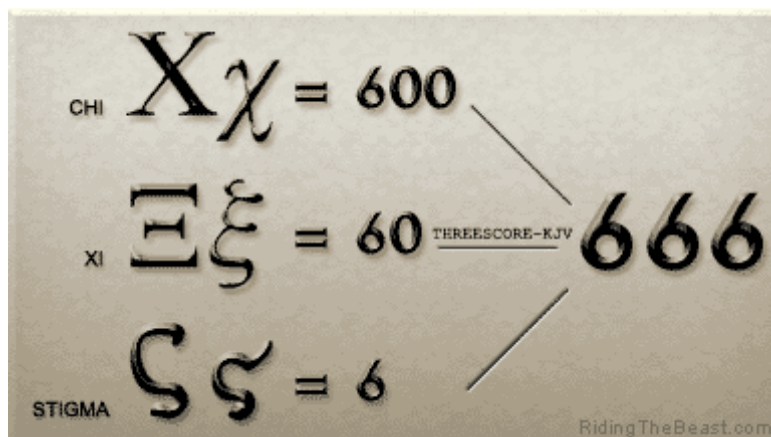 CHI Χχ = 600
XI Ξξ = 60 THREESCORE-KJV 666
STIGMA Ϛϛ = 6
RidingTheBeast.com